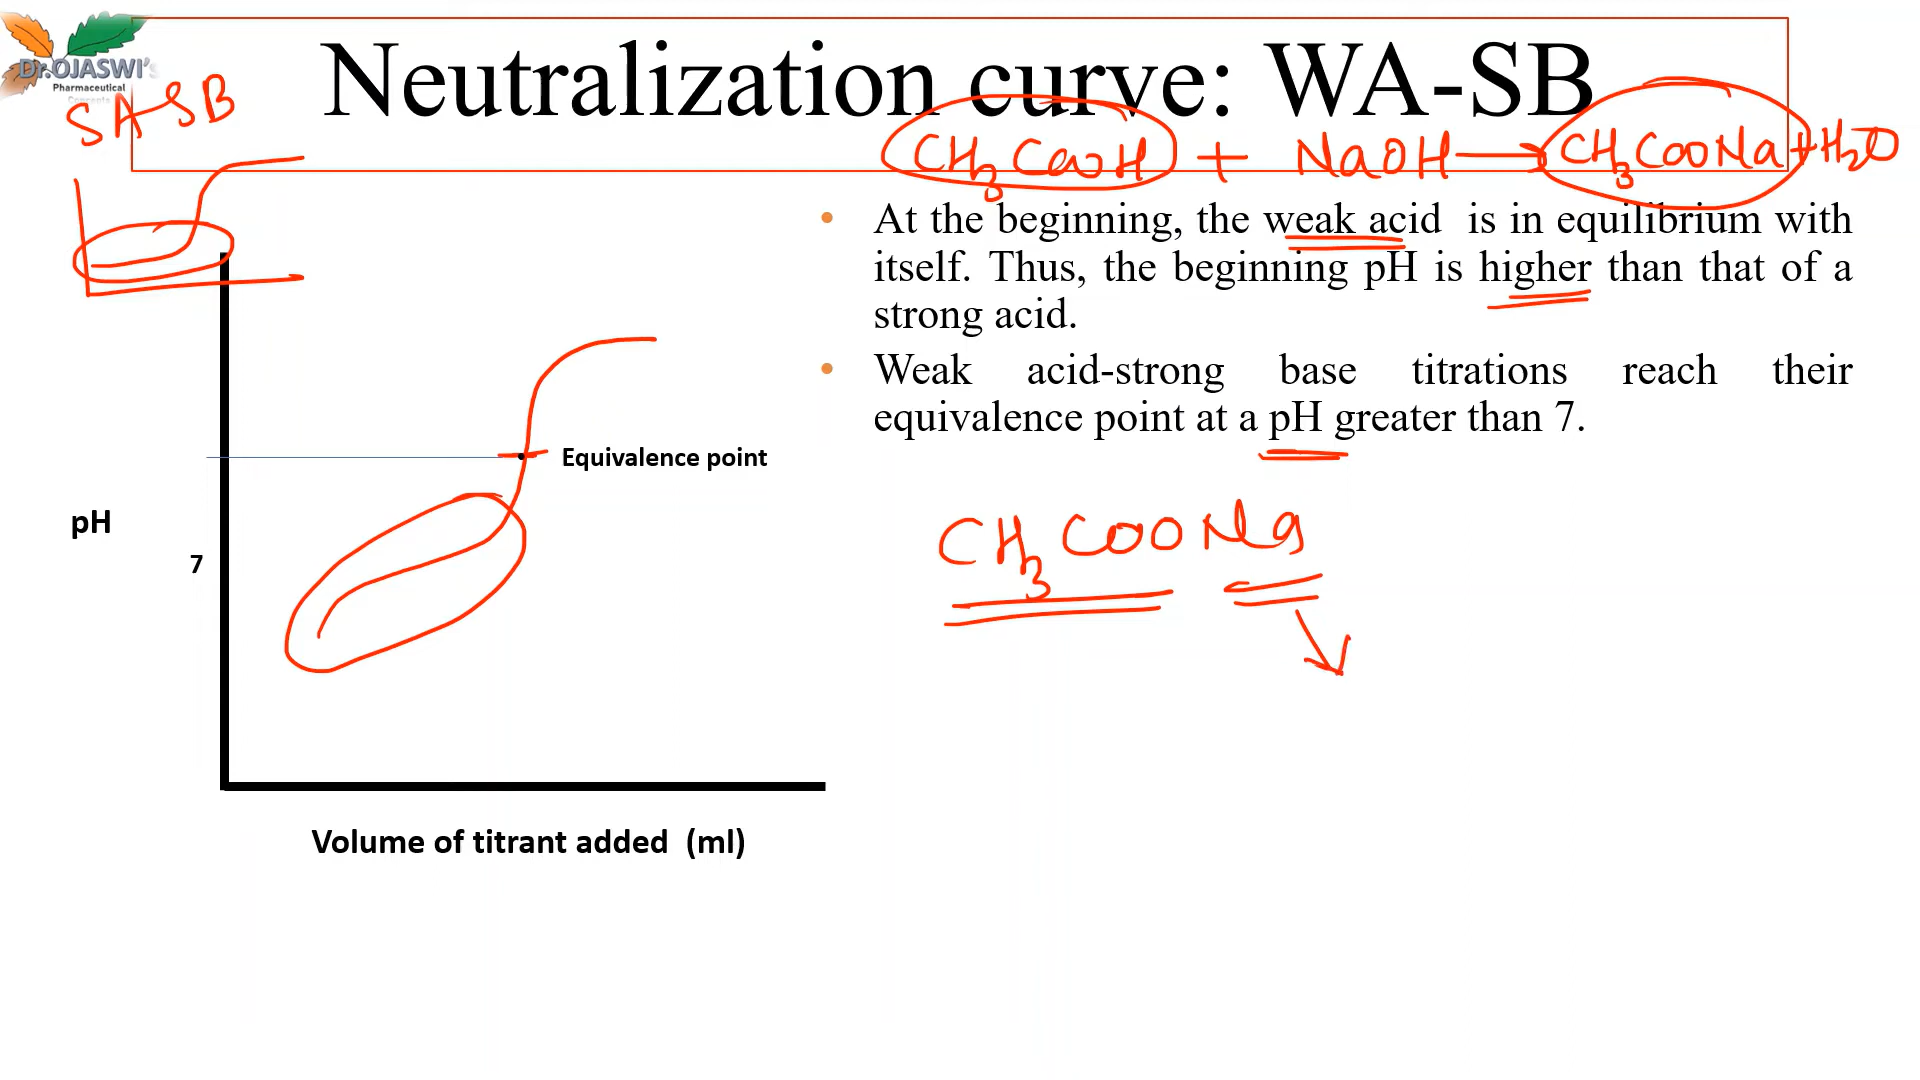 Dr.OJASWI's
Pharmaceutical
Concepts
SA-SB
Neutralization curve: WA-SB
CH3COOH + NaOH → CH3COONa + H2O
• At the beginning, the weak acid is in equilibrium with
itself. Thus, the beginning pH is higher than that of a
strong acid.
• Weak acid-strong base titrations reach their
equivalence point at a pH greater than 7.
Equivalence point
pH
7
CH3COONa
Volume of titrant added (ml)